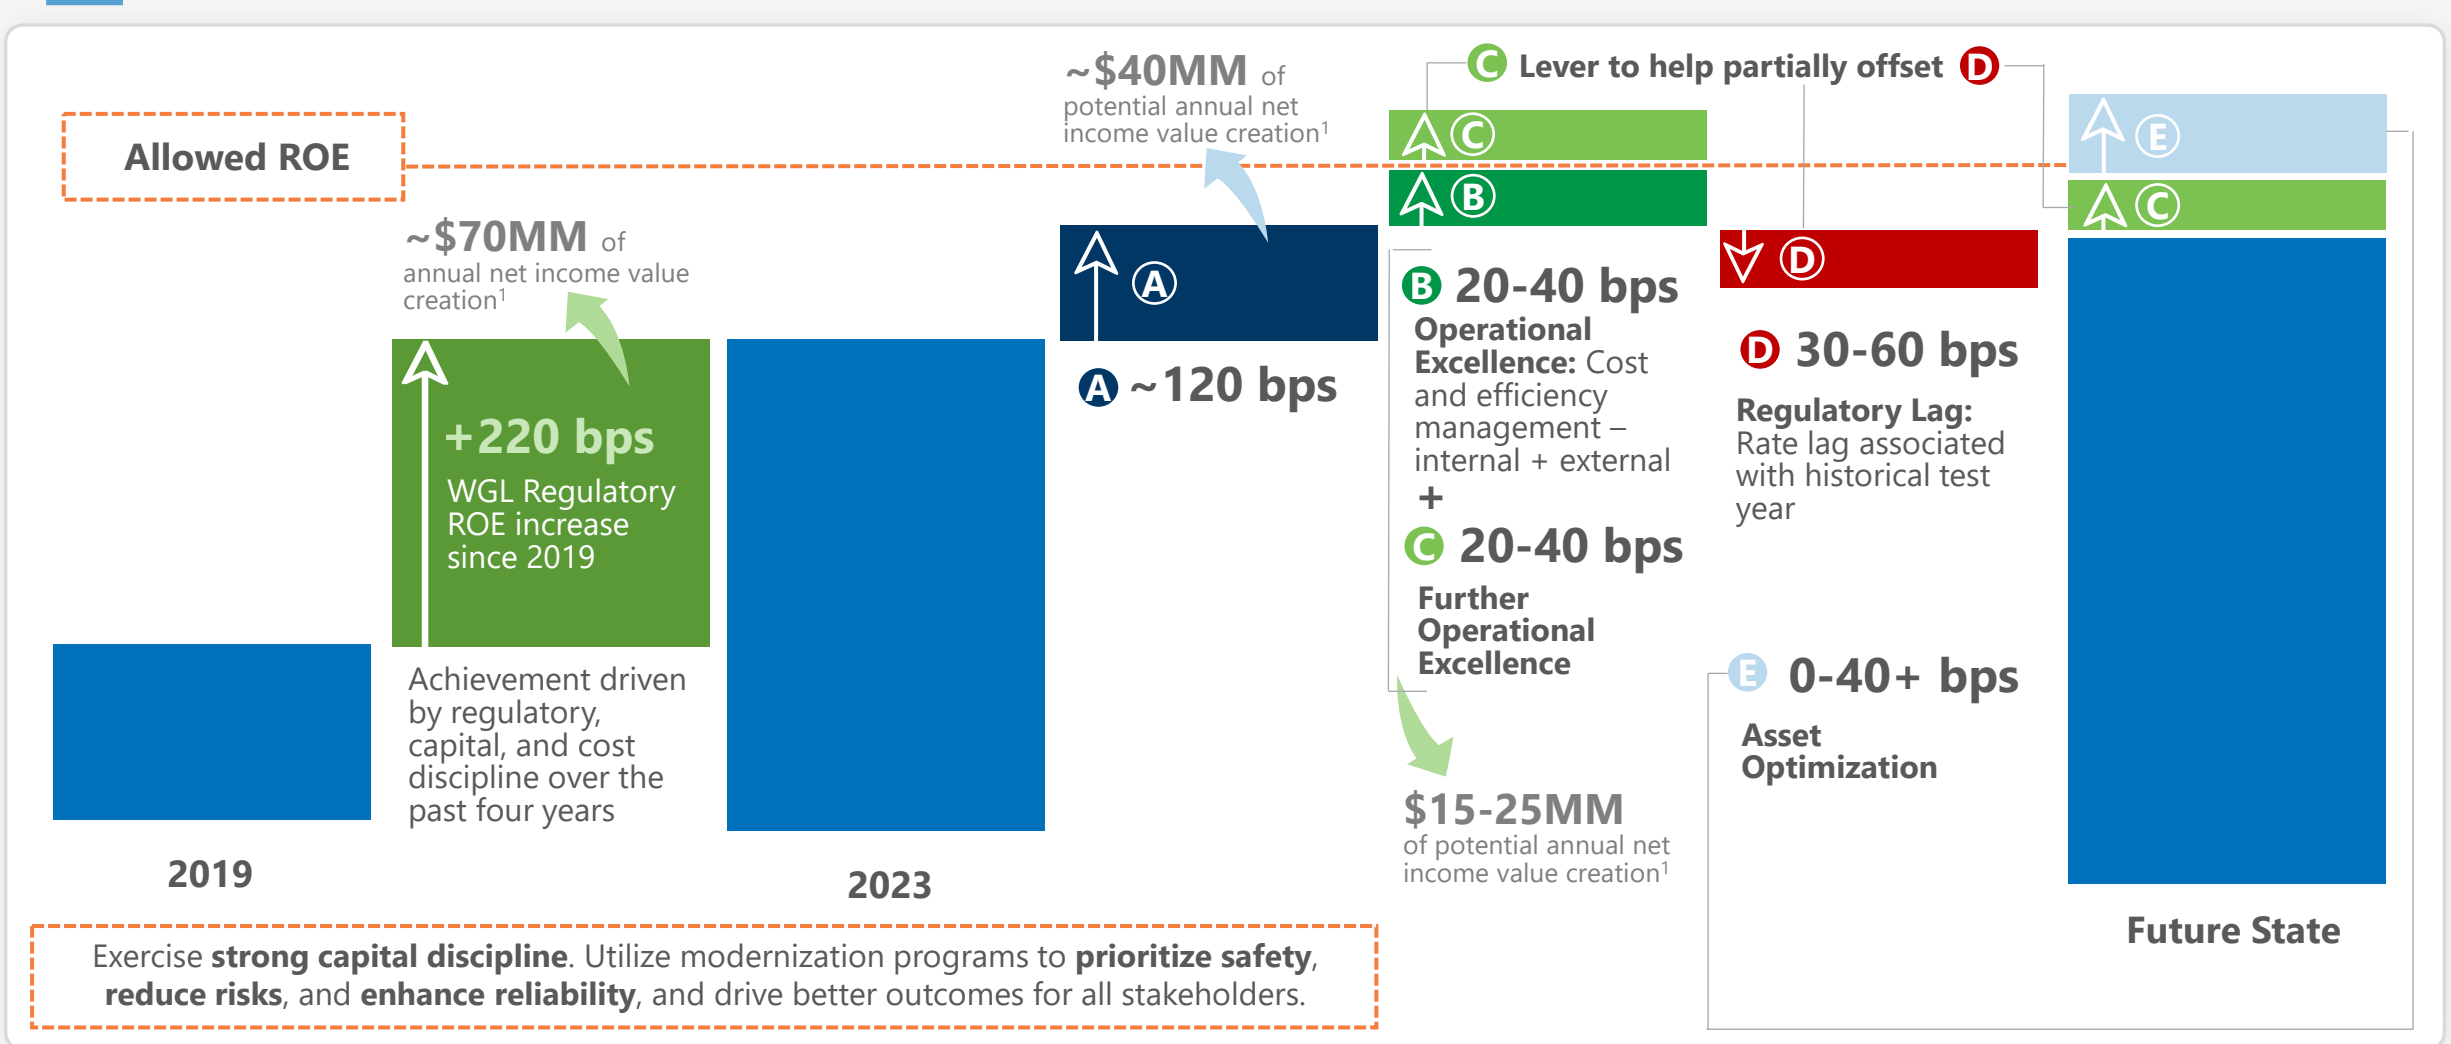 Allowed ROE
~$70MM of
annual net income value
creation¹
+220 bps
WGL Regulatory
ROE increase
since 2019
Achievement driven
by regulatory,
capital, and cost
discipline over the
past four years
2019
2023
~$40MM of
potential annual net
income value creation¹
A
A ~120 bps
C Lever to help partially offset D
C
B
B 20-40 bps
Operational
Excellence: Cost
and efficiency
management –
internal + external
+
C 20-40 bps
Further
Operational
Excellence
$15-25MM
of potential annual net
income value creation¹
D
D 30-60 bps
Regulatory Lag:
Rate lag associated
with historical test
year
E 0-40+ bps
Asset
Optimization
E
C
Future State
Exercise strong capital discipline. Utilize modernization programs to prioritize safety,
reduce risks, and enhance reliability, and drive better outcomes for all stakeholders.